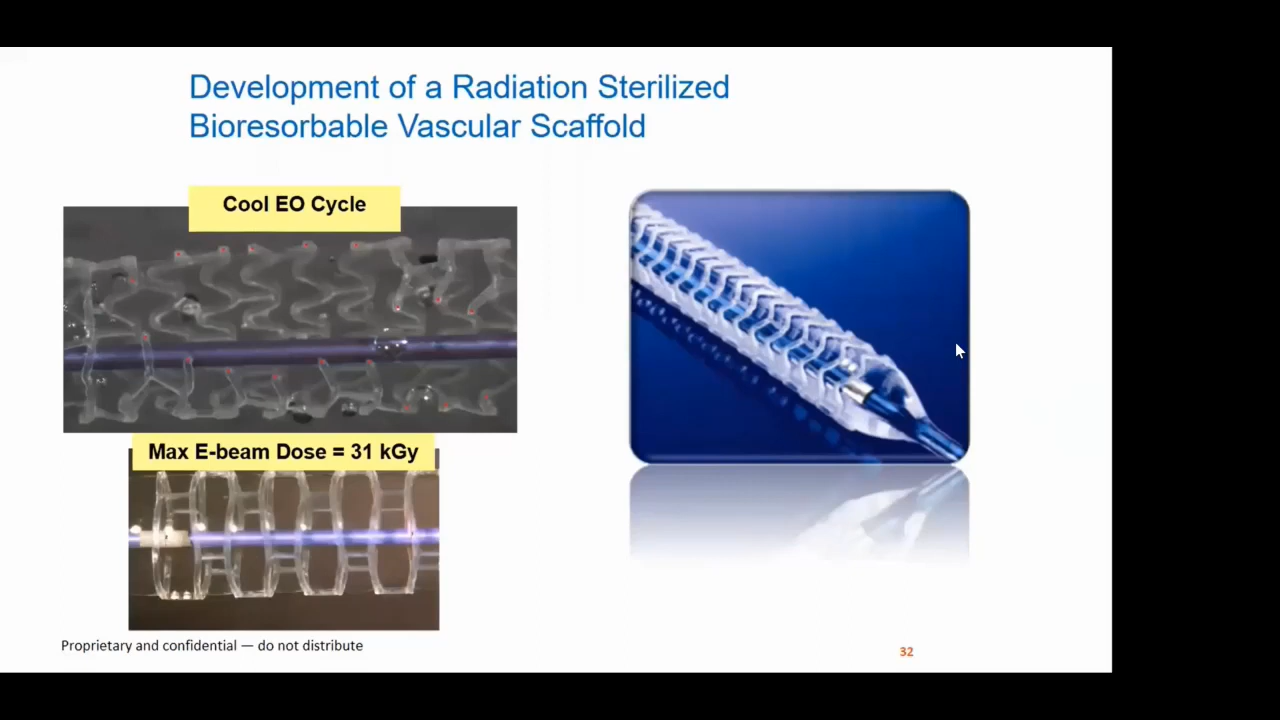 Development of a Radiation Sterilized
Bioresorbable Vascular Scaffold
Cool EO Cycle
Max E-beam Dose = 31 kGy
Proprietary and confidential — do not distribute
32